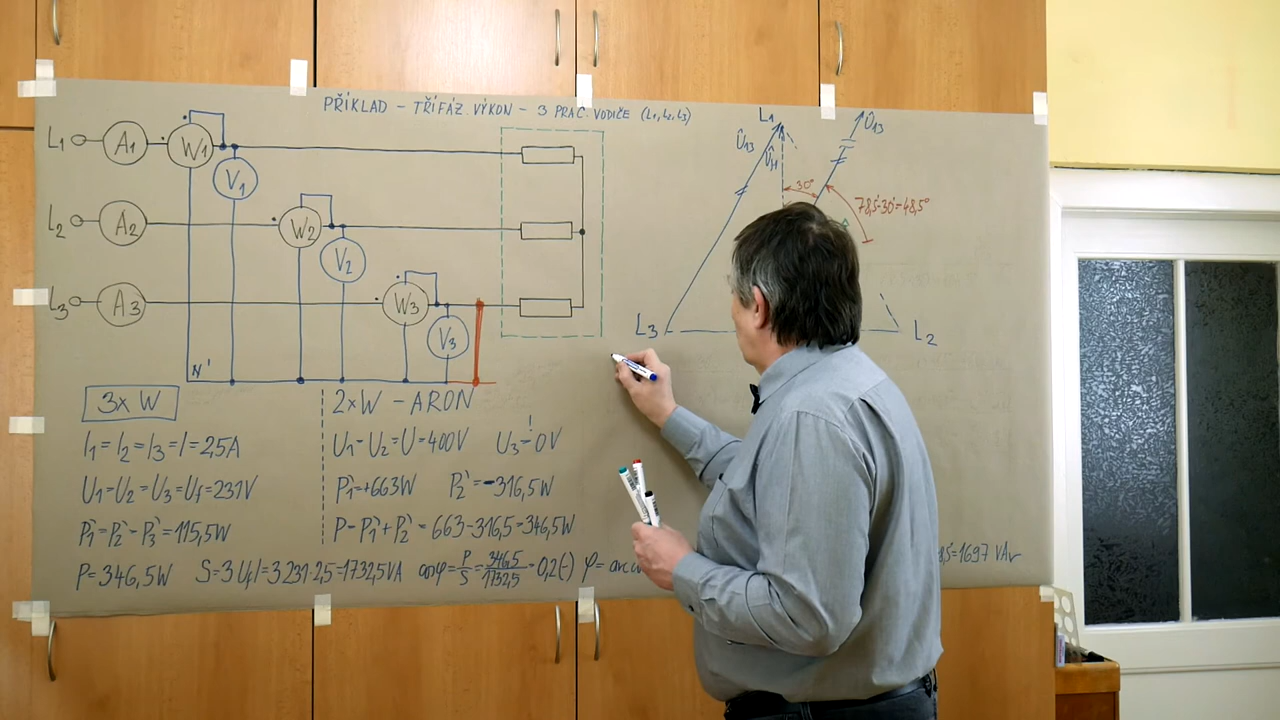 PŘÍKLAD - TŘÍFÁZ. VÝKON - 3 PRAC. VODIČE (L1, L2, L3)
L1 A1 W1
V1
L2 A2 W2
V2
L3 A3 W3
V3
N'
L1
Û13 Û13
30°
78,5°-30°=48,5°
L3 L2
3x W
I1=I2=I3=I=2,5A
U1=U2=U3=Uf=231V
P1'=P2'=P3'=115,5W
2xW - ARON
U1=U2=U=400V U3=0V
!
P1'=+663W P2'=-316,5W
P=P1'+P2'=663-316,5=346,5W
P=346,5W S=3UfI=3·231·2,5=1732,5VA cosφ=P/S=346,5/1732,5=0,2(-) φ=arc
=1697 VAr